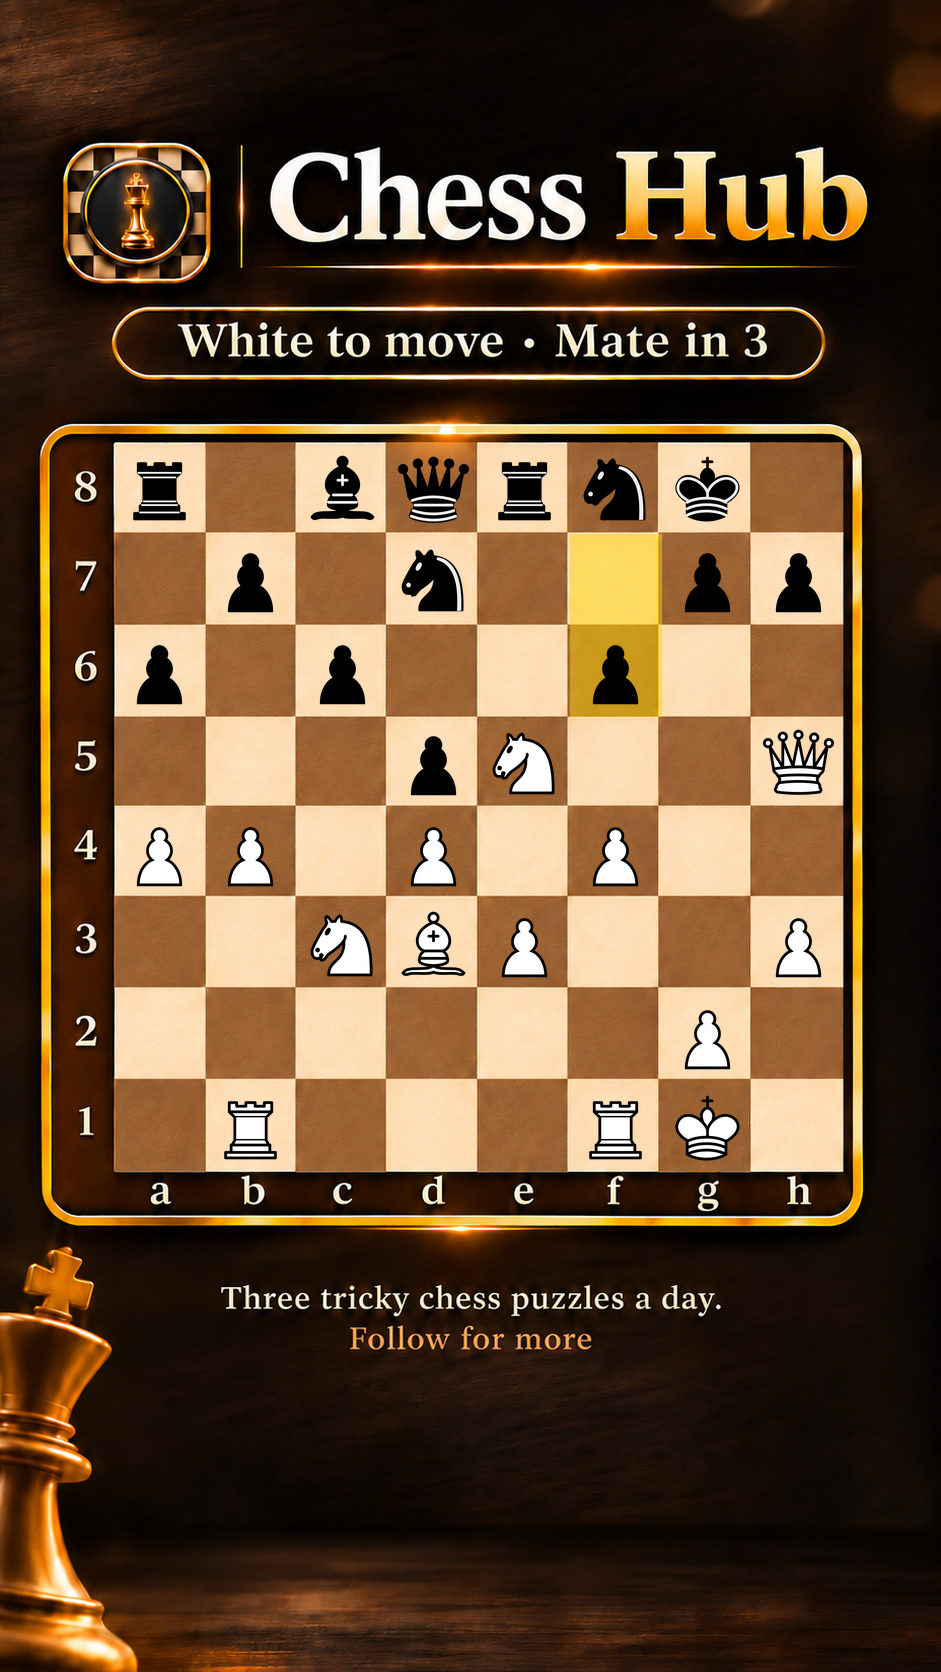 Chess Hub
White to move • Mate in 3
8
7
6
5
4
3
2
1
a b c d e f g h
Three tricky chess puzzles a day.
Follow for more